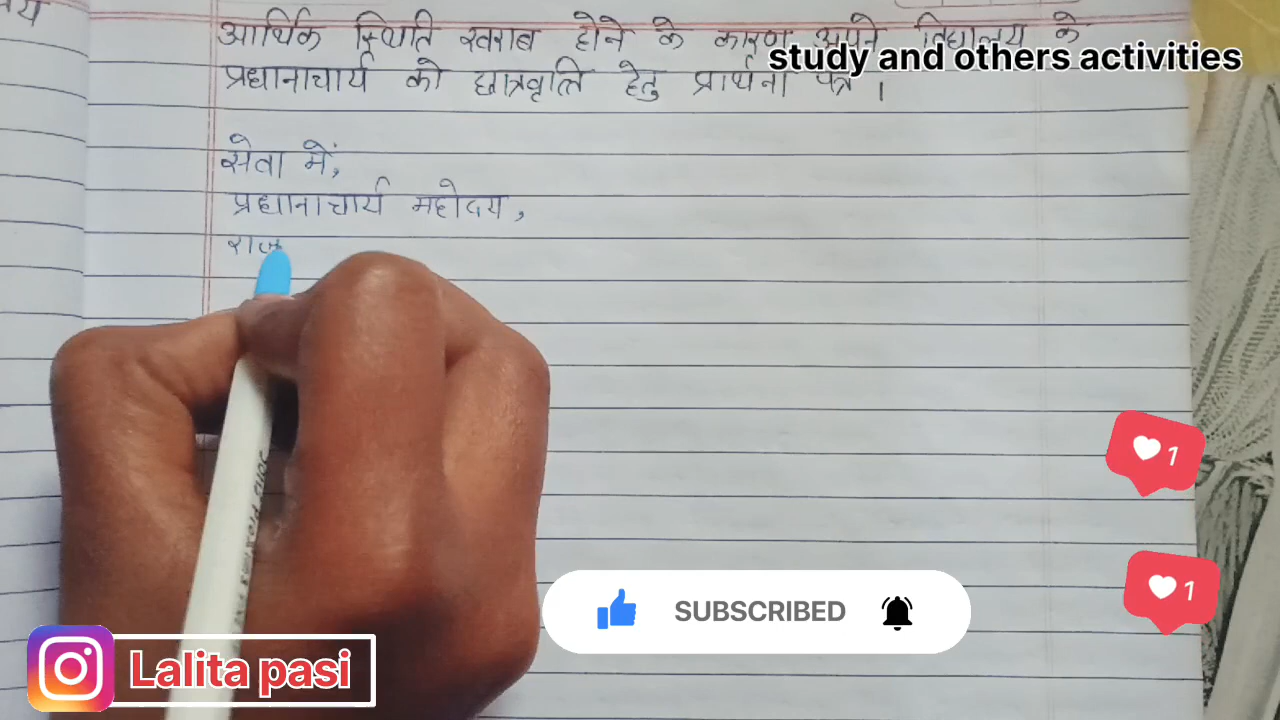 आर्थिक स्थिति खराब होने के कारण अपने विद्यालय के
study and others activities
प्रधानाचार्य को छात्रवृत्ति हेतु प्रार्थना पत्र ।
सेवा में,
प्रधानाचार्य महोदय,
राज
1
1
SUBSCRIBED
Lalita pasi